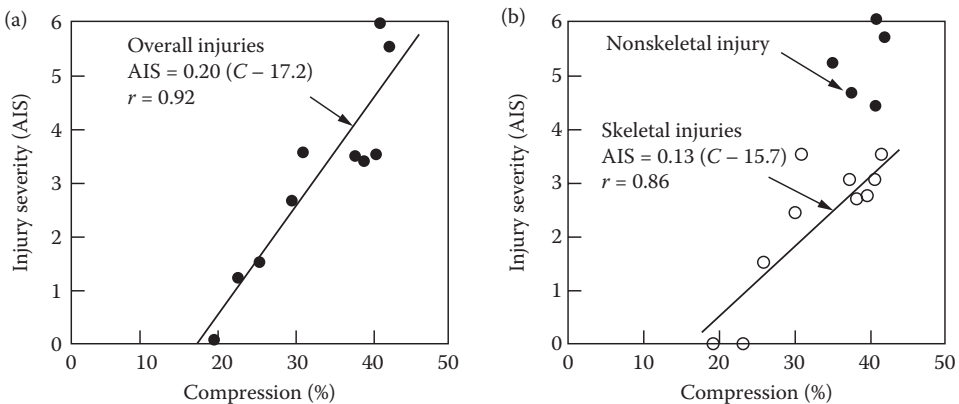 (a)
6
5
4
3
2
1
0
Injury severity (AIS)
Overall injuries
AIS = 0.20 (C – 17.2)
r = 0.92
0 10 20 30 40 50
Compression (%)
(b)
6
5
4
3
2
1
0
Injury severity (AIS)
Nonskeletal injury
Skeletal injuries
AIS = 0.13 (C – 15.7)
r = 0.86
0 10 20 30 40 50
Compression (%)